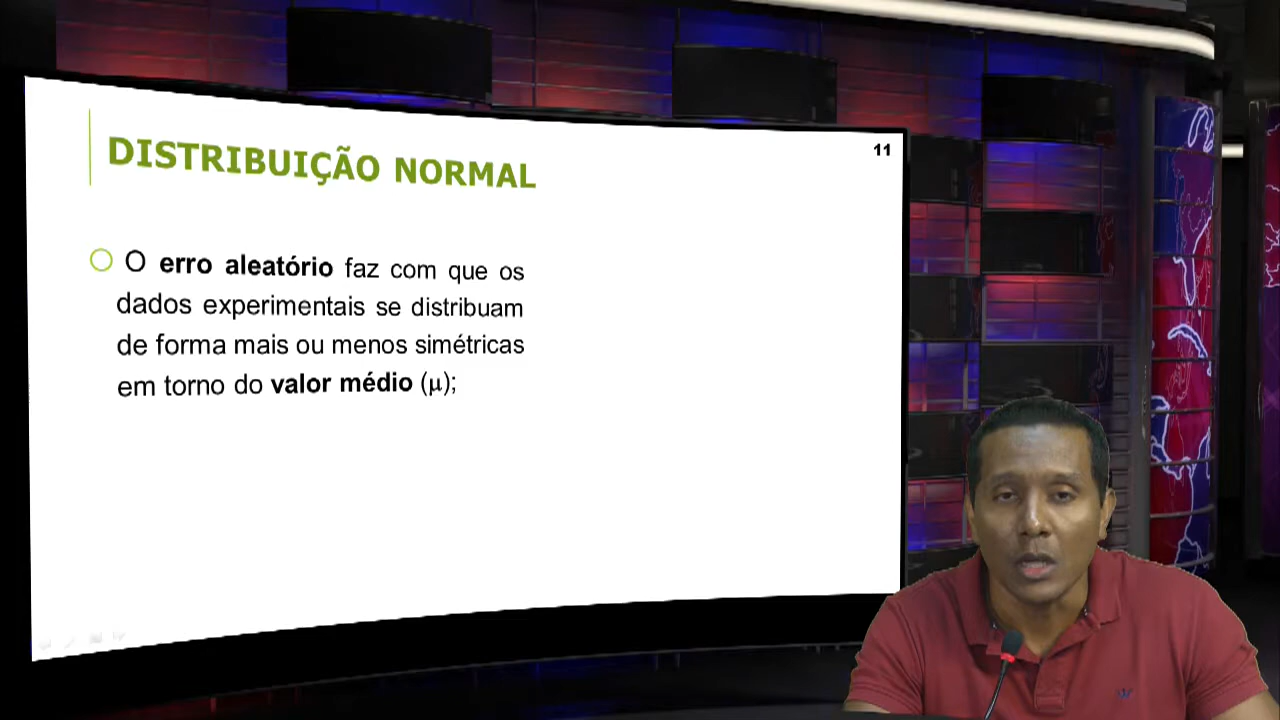 DISTRIBUIÇÃO NORMAL
11
O erro aleatório faz com que os
dados experimentais se distribuam
de forma mais ou menos simétricas
em torno do valor médio (μ);